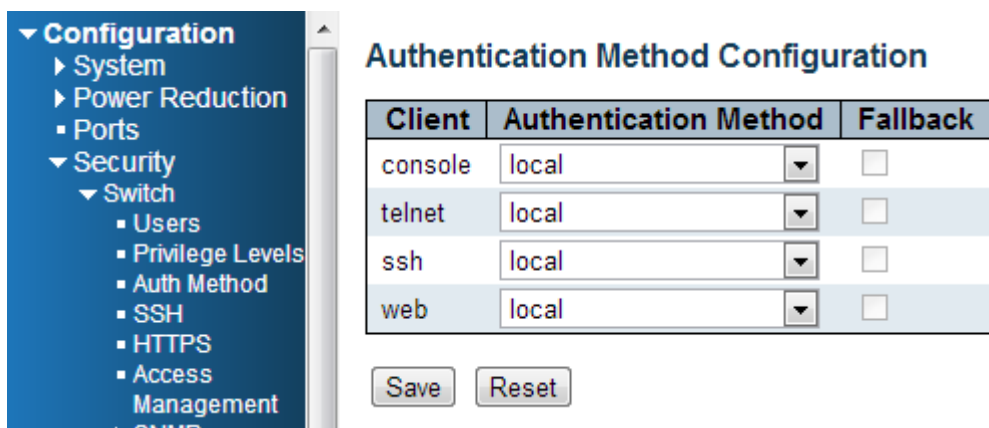 Configuration
System
Power Reduction
Ports
Security
Switch
Users
Privilege Levels
Auth Method
SSH
HTTPS
Access
Management
Authentication Method Configuration
Client Authentication Method Fallback
console local
telnet local
ssh local
web local
Save Reset